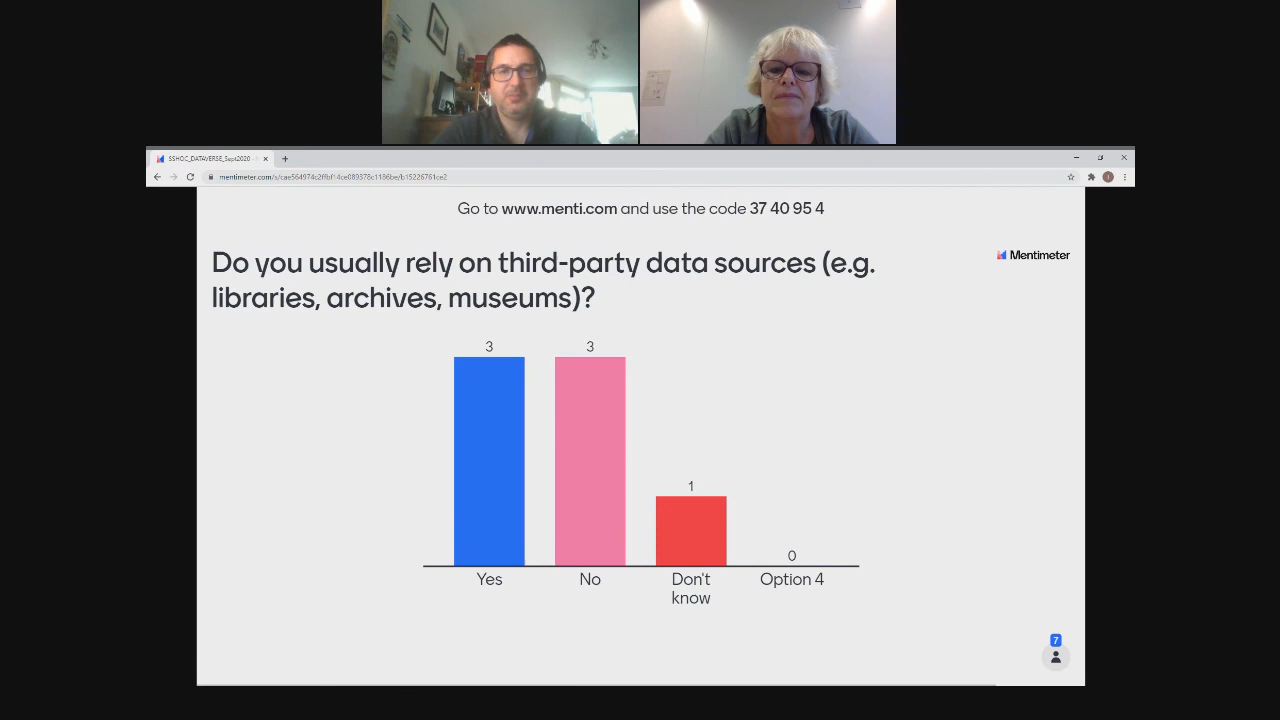 SSHOC_DATAVERSE_Sept2020 - A
mentimeter.com/s/cae564974c2ffbf14ce089378c1186be/b15226761ce2
Go to www.menti.com and use the code 37 40 95 4
Do you usually rely on third-party data sources (e.g.
libraries, archives, museums)?
Mentimeter
3
3
1
0
Yes
No
Don't
know
Option 4
7